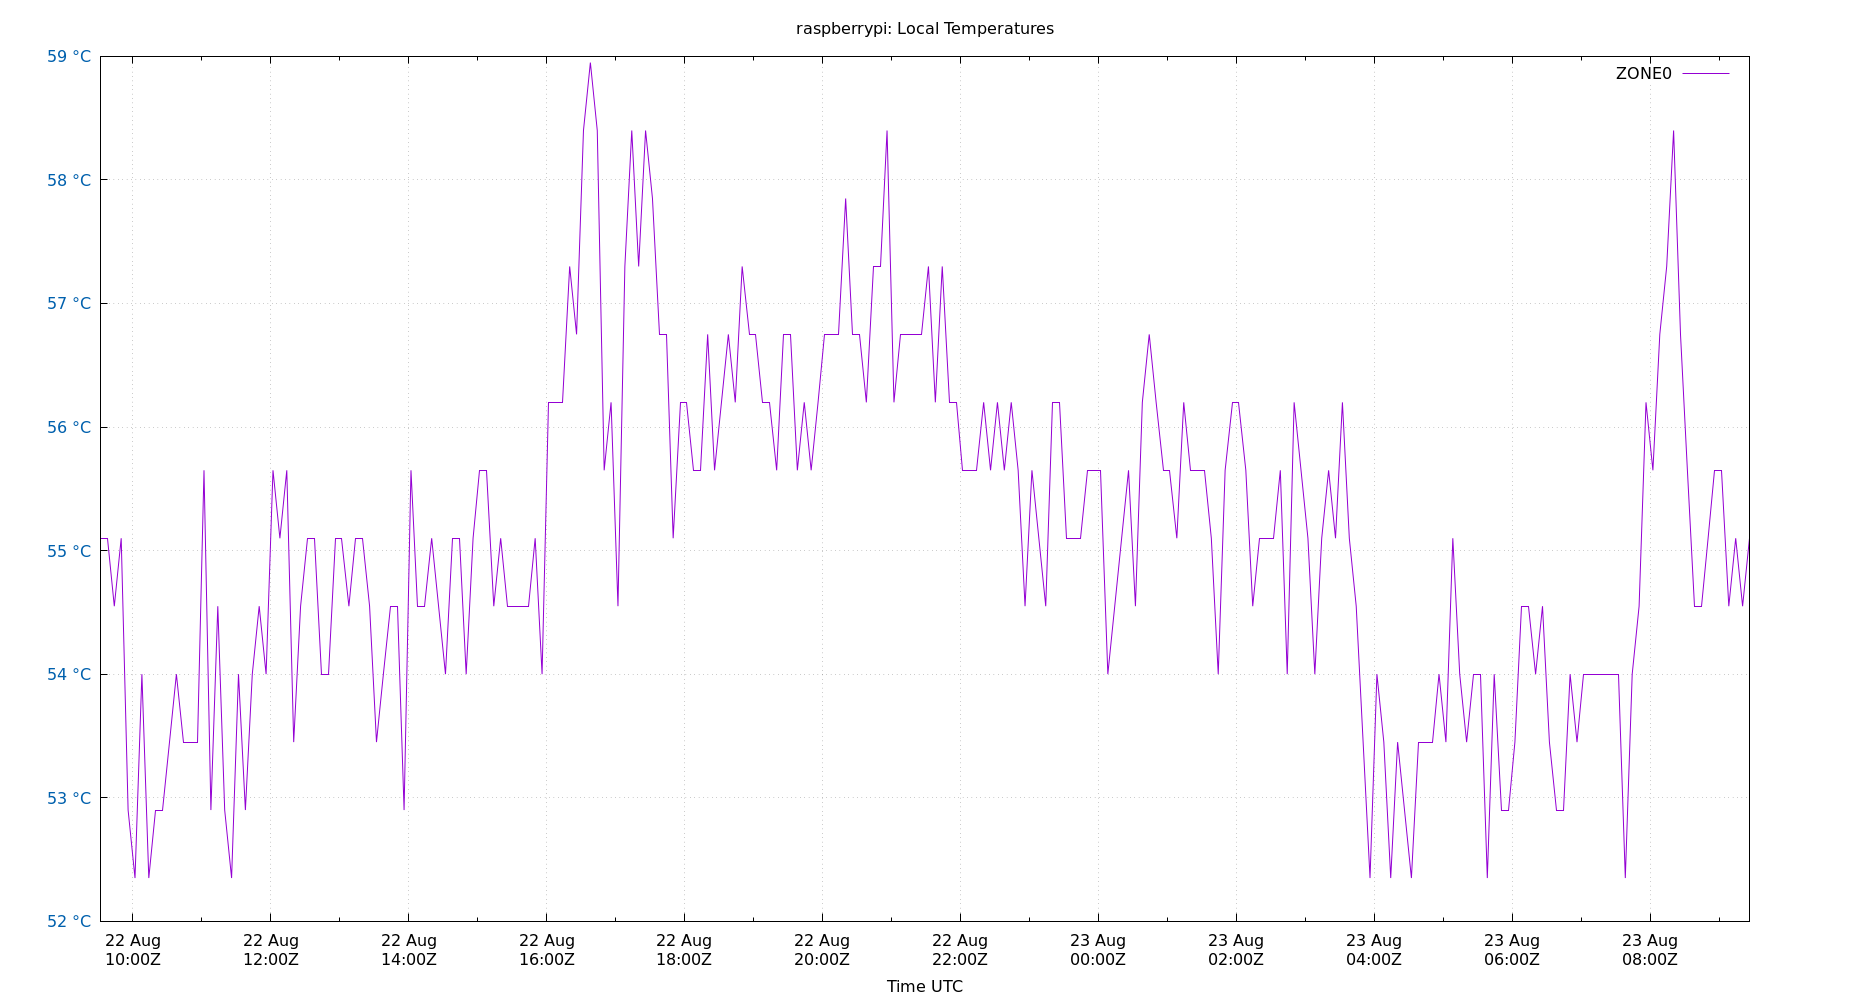 raspberrypi: Local Temperatures
59 °C
ZONE0
58 °C
57 °C
56 °C
55 °C
54 °C
53 °C
52 °C
22 Aug 22 Aug 22 Aug 22 Aug 22 Aug 22 Aug 22 Aug 23 Aug 23 Aug 23 Aug 23 Aug 23 Aug
10:00Z 12:00Z 14:00Z 16:00Z 18:00Z 20:00Z 22:00Z 00:00Z 02:00Z 04:00Z 06:00Z 08:00Z
Time UTC